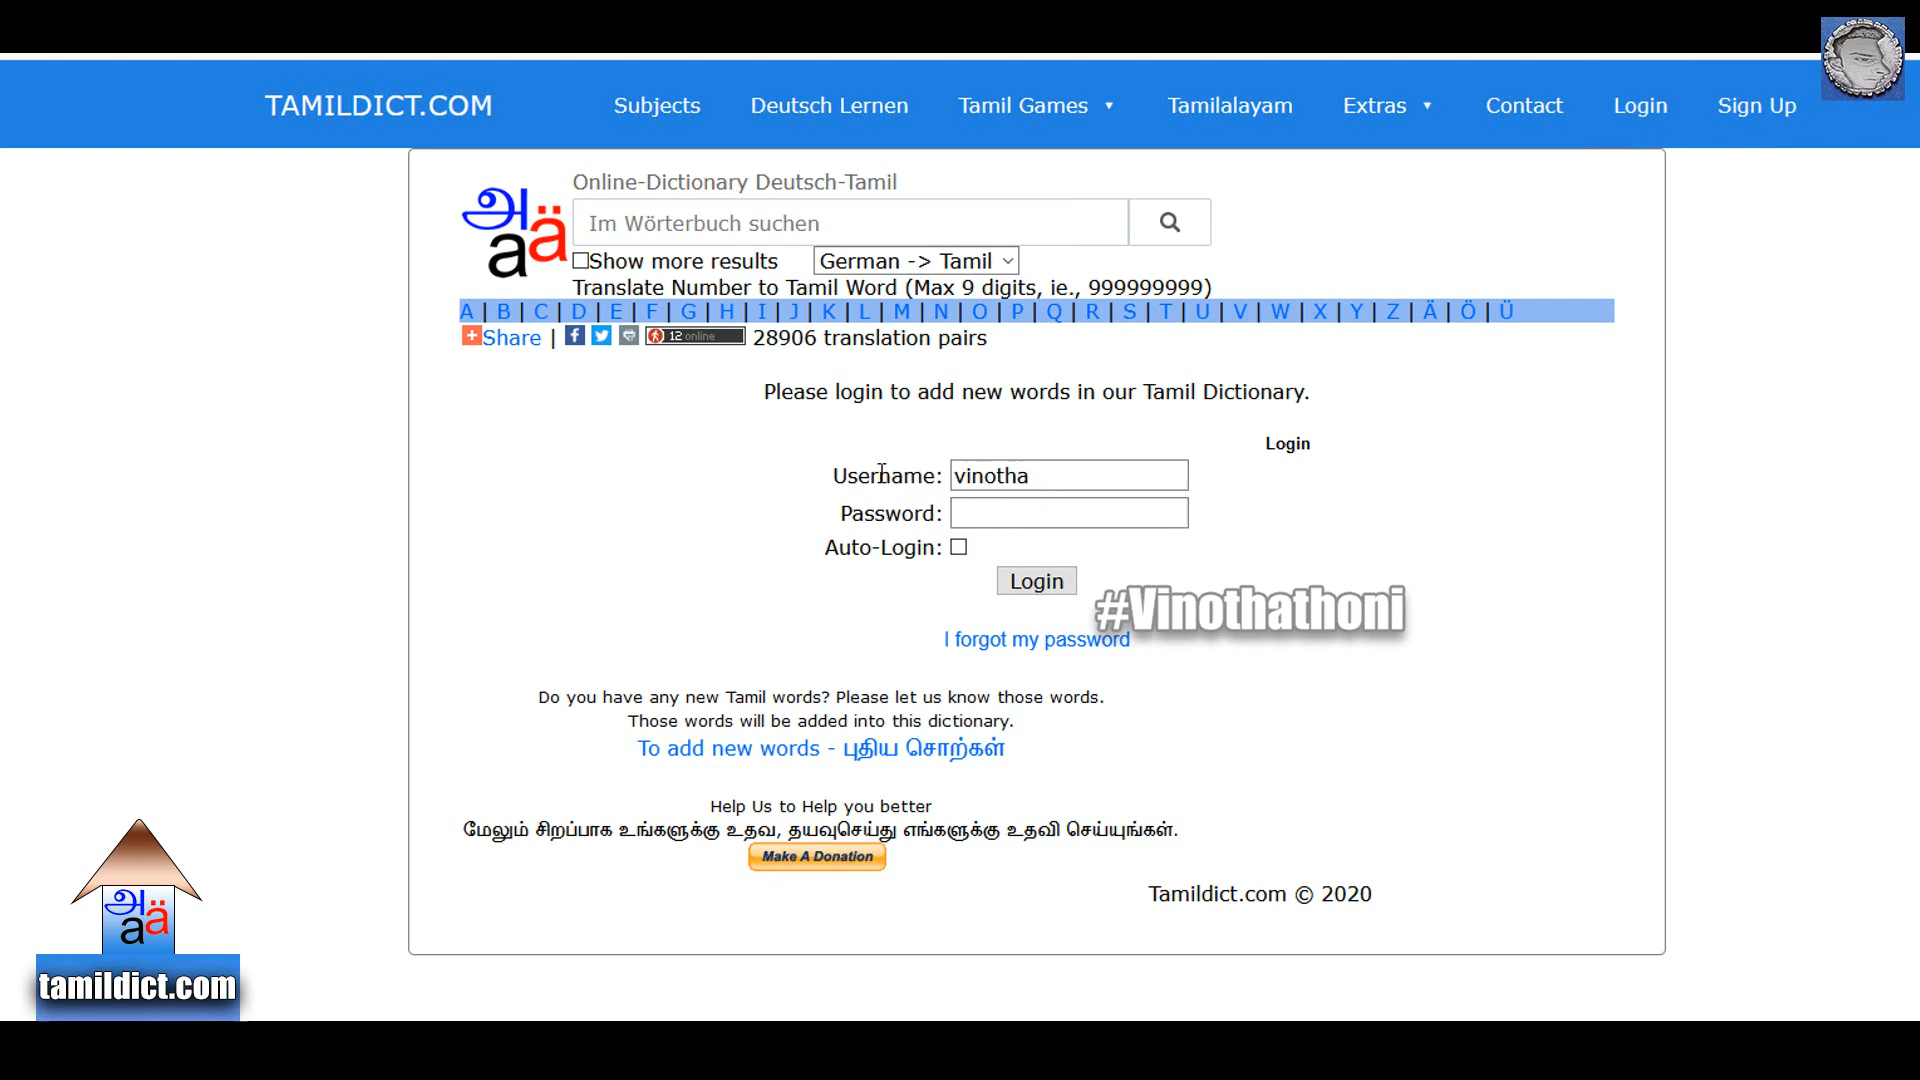 TAMILDICT.COM Subjects Deutsch Lernen Tamil Games Tamilalayam Extras Contact Login Sign Up
Online-Dictionary Deutsch-Tamil
அ a ä
Im Wörterbuch suchen
Show more results German -> Tamil
Translate Number to Tamil Word (Max 9 digits, ie., 999999999)
A | B | C | D | E | F | G | H | I | J | K | L | M | N | O | P | Q | R | S | T | U | V | W | X | Y | Z | Ä | Ö | Ü
Share | 12 online 28906 translation pairs
Please login to add new words in our Tamil Dictionary.
Login
Username: vinotha
Password:
Auto-Login:
Login
#Vinothathoni
I forgot my password
Do you have any new Tamil words? Please let us know those words.
Those words will be added into this dictionary.
To add new words - புதிய சொற்கள்
Help Us to Help you better
மேலும் சிறப்பாக உங்களுக்கு உதவ, தயவுசெய்து எங்களுக்கு உதவி செய்யுங்கள்.
Make A Donation
Tamildict.com © 2020
அ a ä
tamildict.com